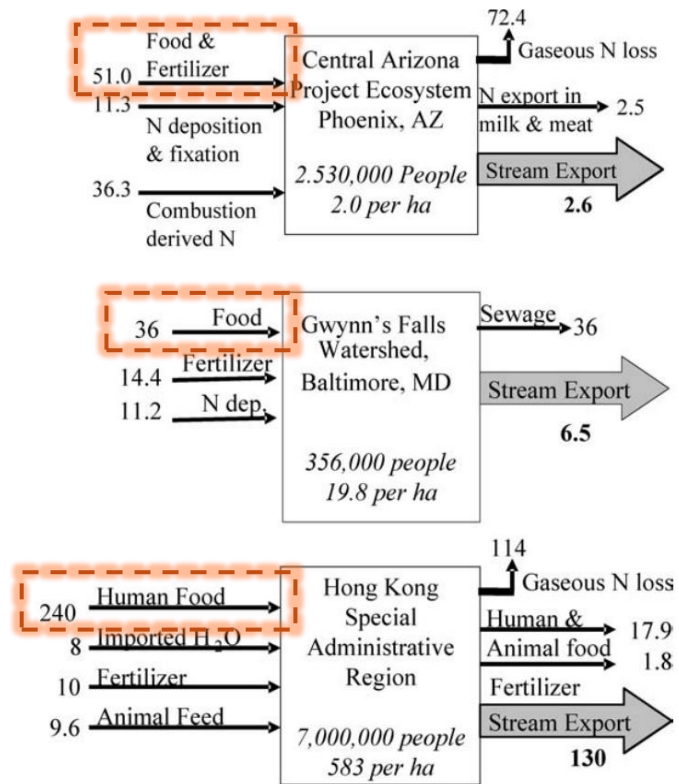 72.4
Food &
Fertilizer
51.0
Central Arizona
Project Ecosystem
Phoenix, AZ
2.530,000 People
2.0 per ha
Gaseous N loss
11.3
N deposition
& fixation
N export in
milk & meat
2.5
36.3
Combustion
derived N
Stream Export
2.6
36
Food
Gwynn's Falls
Watershed,
Baltimore, MD
356,000 people
19.8 per ha
Sewage
36
14.4
Fertilizer
11.2
N dep.
Stream Export
6.5
114
240
Human Food
Hong Kong
Special
Administrative
Region
7,000,000 people
583 per ha
Gaseous N loss
8
Imported H₂O
Human &
Animal food
17.9
1.8
10
Fertilizer
Fertilizer
9.6
Animal Feed
Stream Export
130